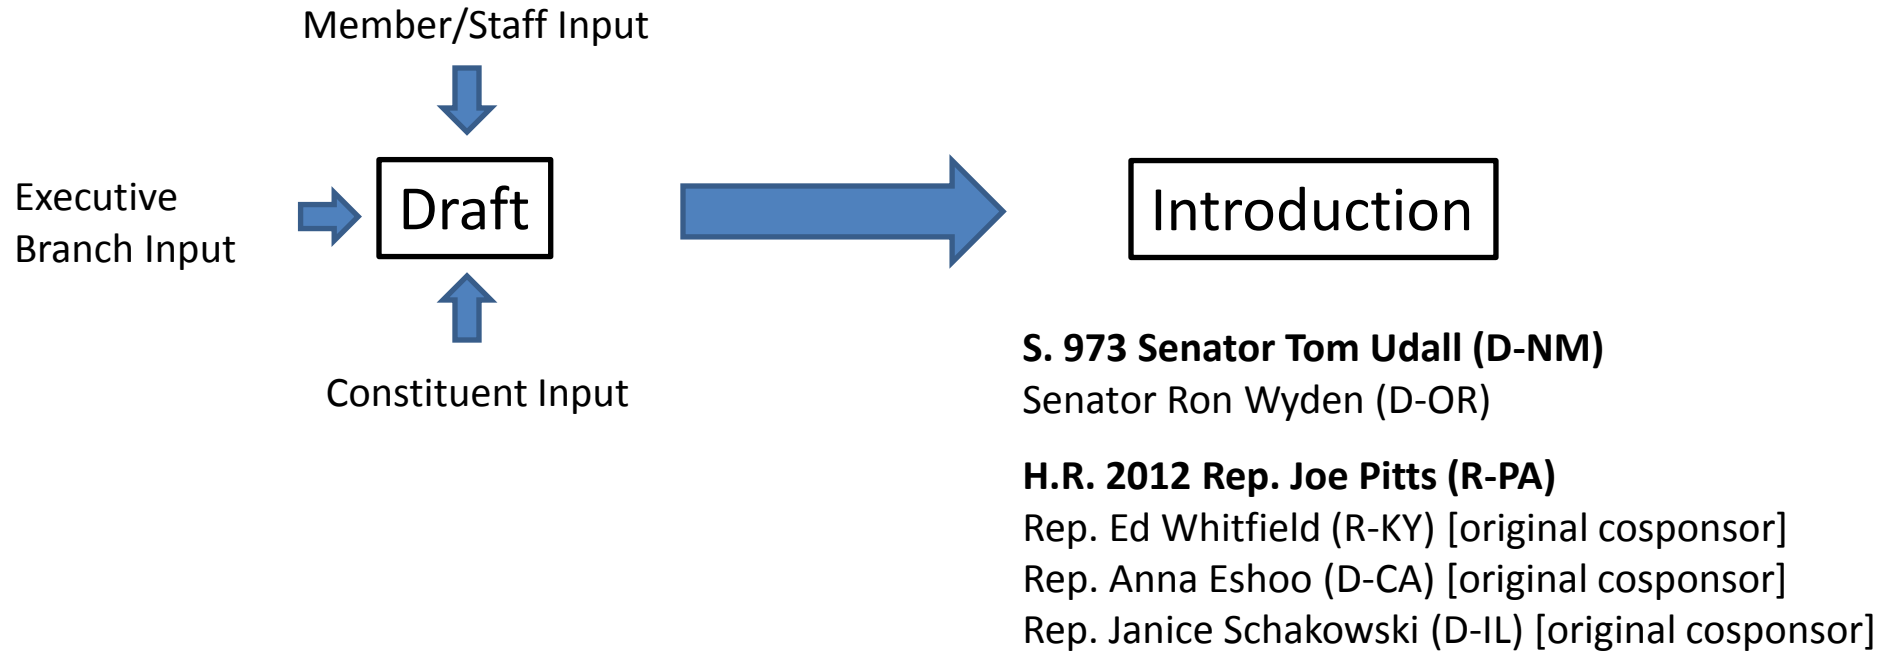 Member/Staff Input
Executive
Branch Input
Draft
Introduction
Constituent Input
S. 973 Senator Tom Udall (D-NM)
Senator Ron Wyden (D-OR)
H.R. 2012 Rep. Joe Pitts (R-PA)
Rep. Ed Whitfield (R-KY) [original cosponsor]
Rep. Anna Eshoo (D-CA) [original cosponsor]
Rep. Janice Schakowski (D-IL) [original cosponsor]